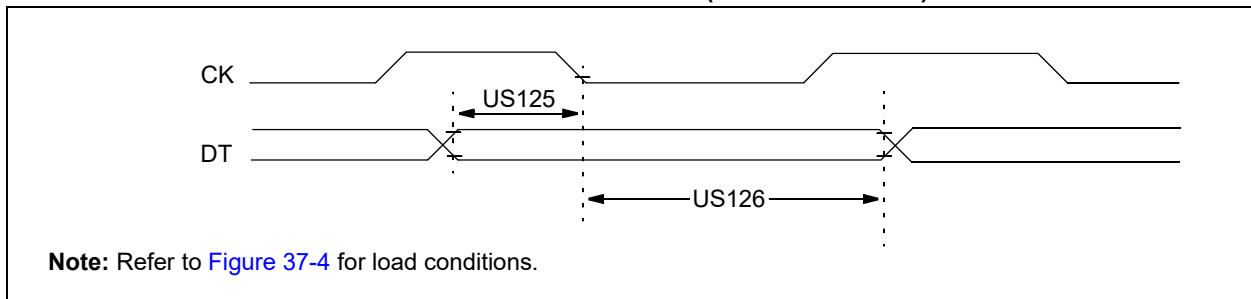 CK
US125
DT
US126
Note: Refer to Figure 37-4 for load conditions.